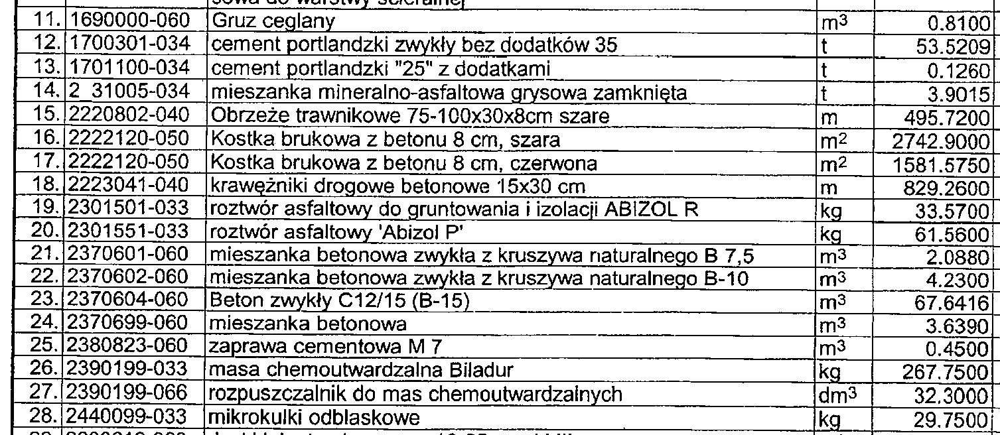 sowa do warstwy ścieralnej
11. 1690000-060 Gruz ceglany m3 0.8100
12. 1700301-034 cement portlandzki zwykły bez dodatków 35 t 53.5209
13. 1701100-034 cement portlandzki "25" z dodatkami t 0.1260
14. 2_31005-034 mieszanka mineralno-asfaltowa grysowa zamknięta t 3.9015
15. 2220802-040 Obrzeże trawnikowe 75-100x30x8cm szare m 495.7200
16. 2222120-050 Kostka brukowa z betonu 8 cm, szara m2 2742.9000
17. 2222120-050 Kostka brukowa z betonu 8 cm, czerwona m2 1581.5750
18. 2223041-040 krawężniki drogowe betonowe 15x30 cm m 829.2600
19. 2301501-033 roztwór asfaltowy do gruntowania i izolacji ABIZOL R kg 33.5700
20. 2301551-033 roztwór asfaltowy 'Abizol P' kg 61.5600
21. 2370601-060 mieszanka betonowa zwykła z kruszywa naturalnego B 7,5 m3 2.0880
22. 2370602-060 mieszanka betonowa zwykła z kruszywa naturalnego B-10 m3 4.2300
23. 2370604-060 Beton zwykły C12/15 (B-15) m3 67.6416
24. 2370699-060 mieszanka betonowa m3 3.6390
25. 2380823-060 zaprawa cementowa M 7 m3 0.4500
26. 2390199-033 masa chemoutwardzalna Biladur kg 267.7500
27. 2390199-066 rozpuszczalnik do mas chemoutwardzalnych dm3 32.3000
28. 2440099-033 mikrokulki odblaskowe kg 29.7500